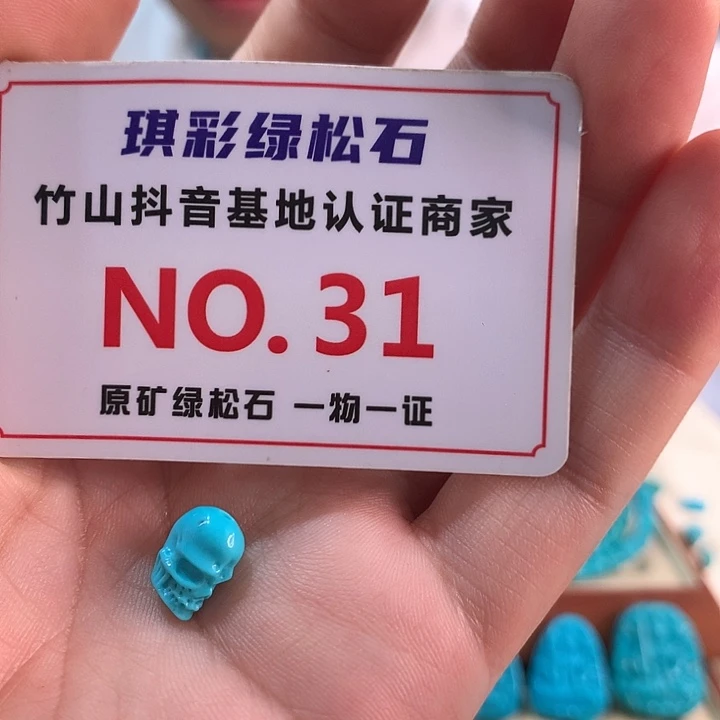 琪彩绿松石
竹山抖音基地认证商家
NO.31
原矿绿松石 一物一证